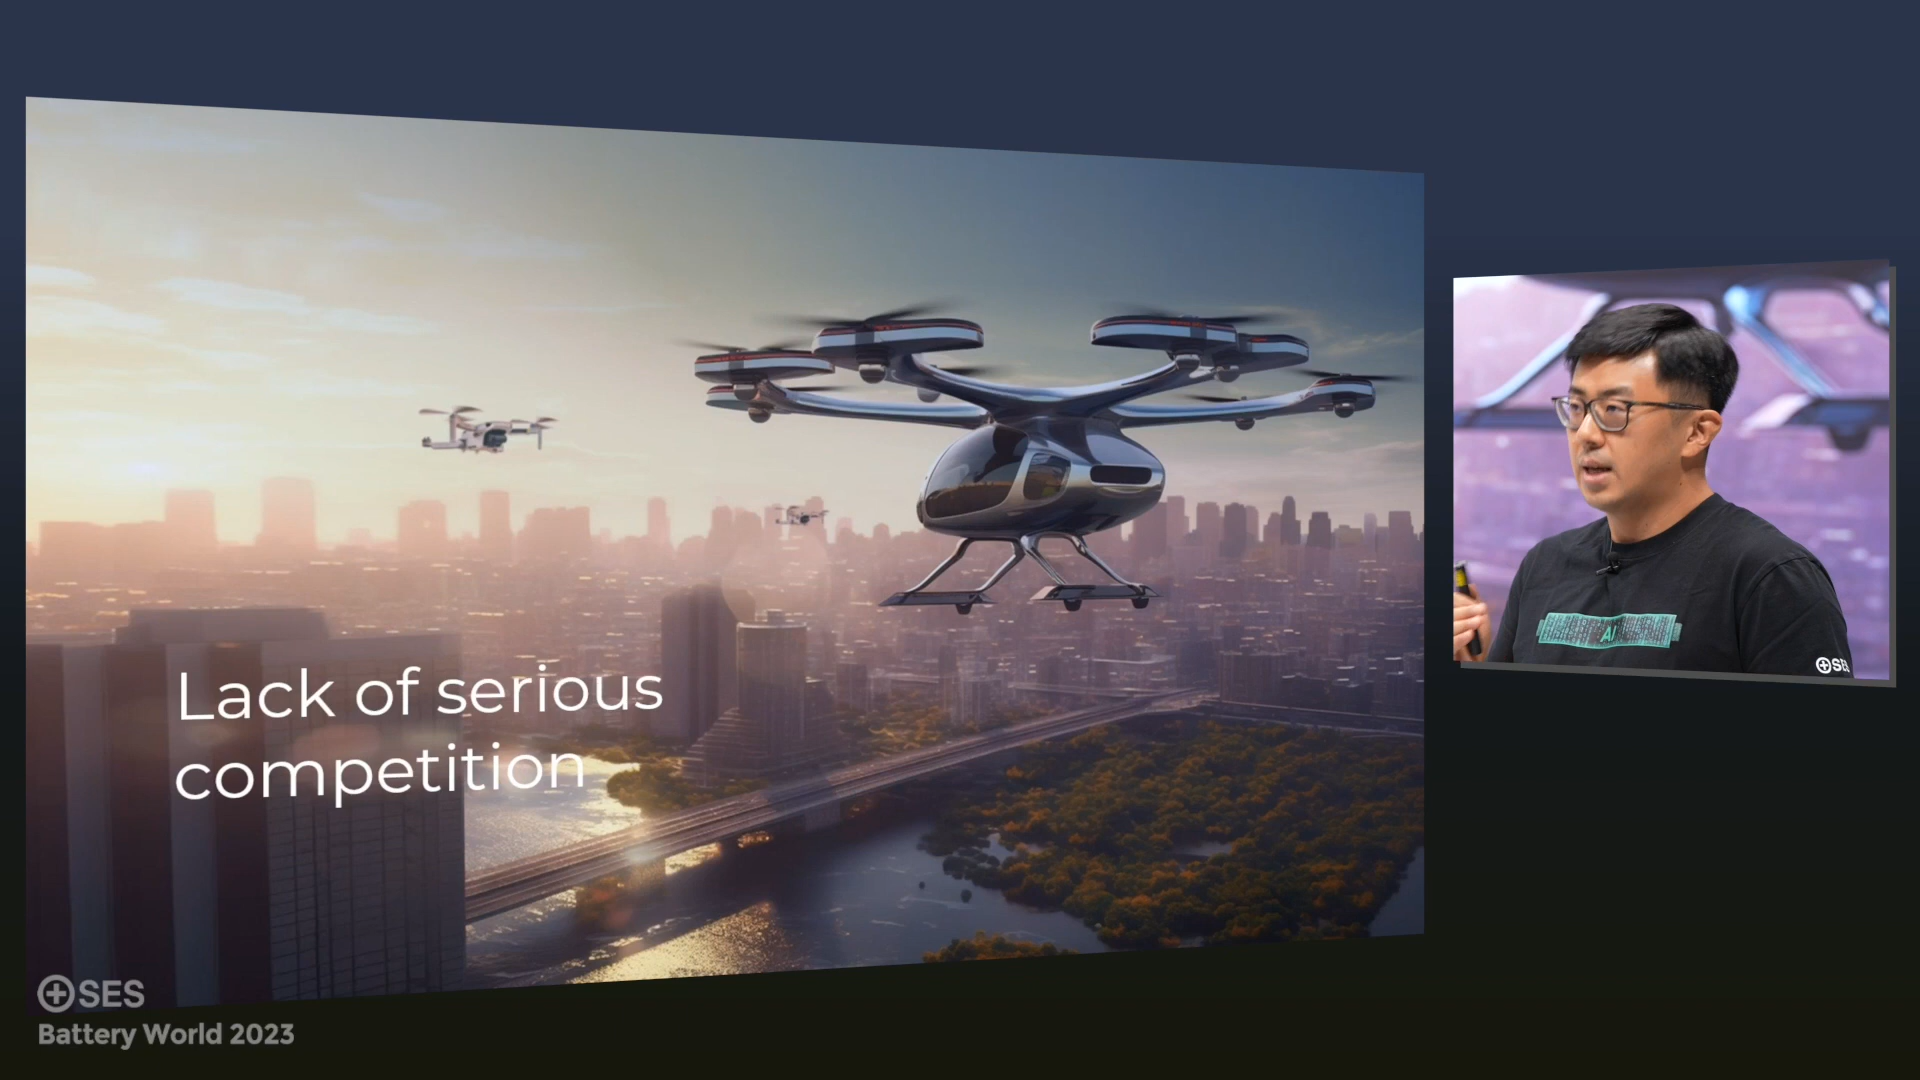 Lack of serious
competition
AI
SES
SES
Battery World 2023